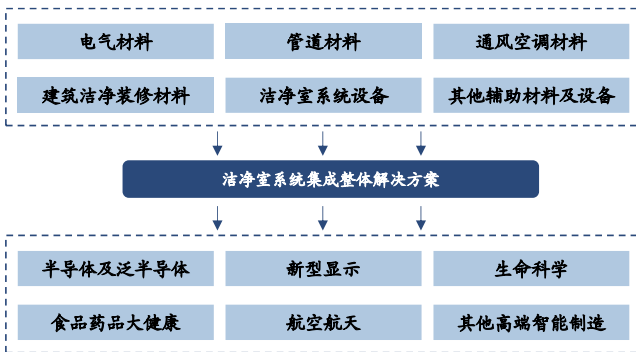 电气材料
管道材料
通风空调材料
建筑洁净装修材料
洁净室系统设备
其他辅助材料及设备
洁净室系统集成整体解决方案
半导体及泛半导体
新型显示
生命科学
食品药品大健康
航空航天
其他高端智能制造